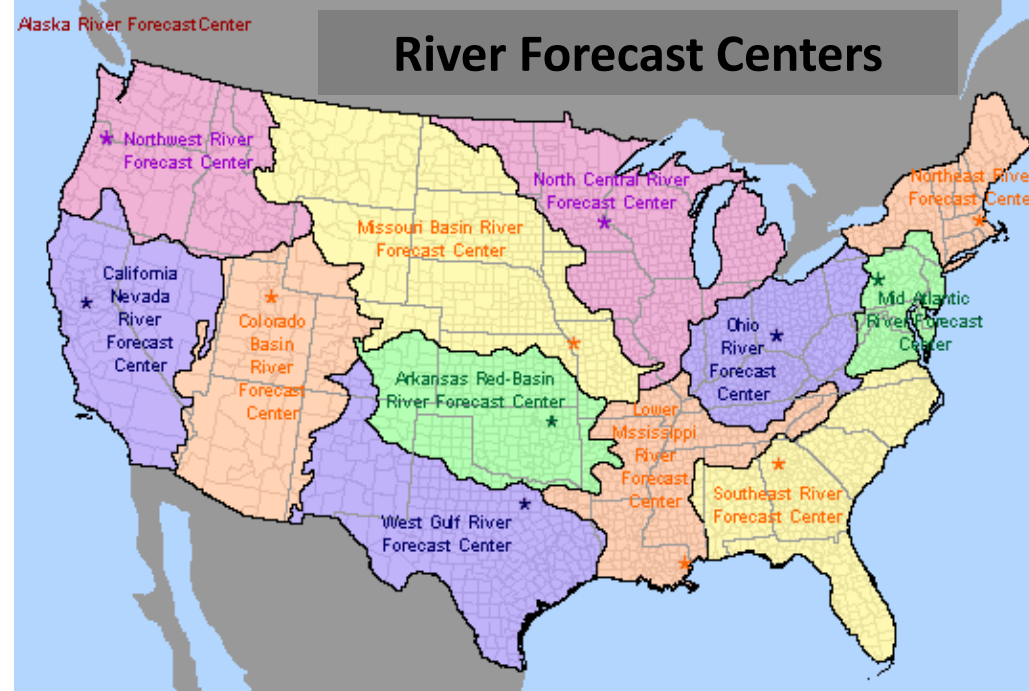 Alaska River Forecast Center
River Forecast Centers
Northwest River
Forecast Center
North Central River
Forecast Center
Northeast River
Forecast Cente
Missouri Basin River
Forecast Center
California
Nevada
River
Forecast
Center
Colorado
Basin
River
Forecast
Center
Mid Atlantic
River Forecast
Center
Ohio
River
Forecast
Center
Arkansas Red-Basin
River Forecast Center
Lower
Mssissippi
River
Forecast
Center
Southeast River
Forecast Center
West Gulf River
Forecast Center